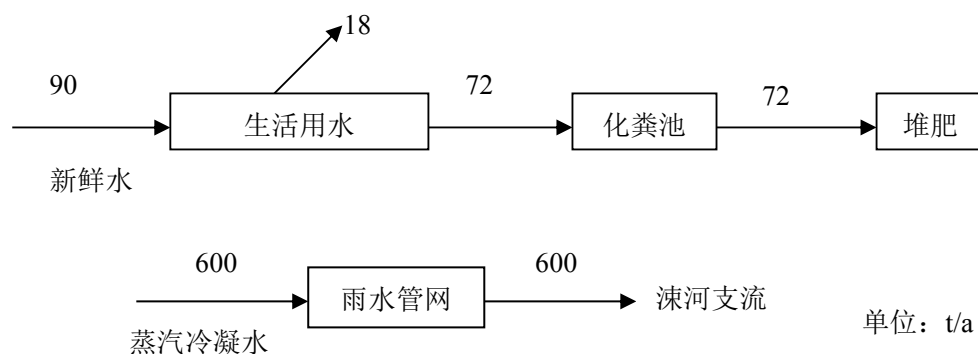 18
90
72
72
生活用水
化粪池
堆肥
新鲜水
600
600
雨水管网
涑河支流
蒸汽冷凝水
单位：t/a